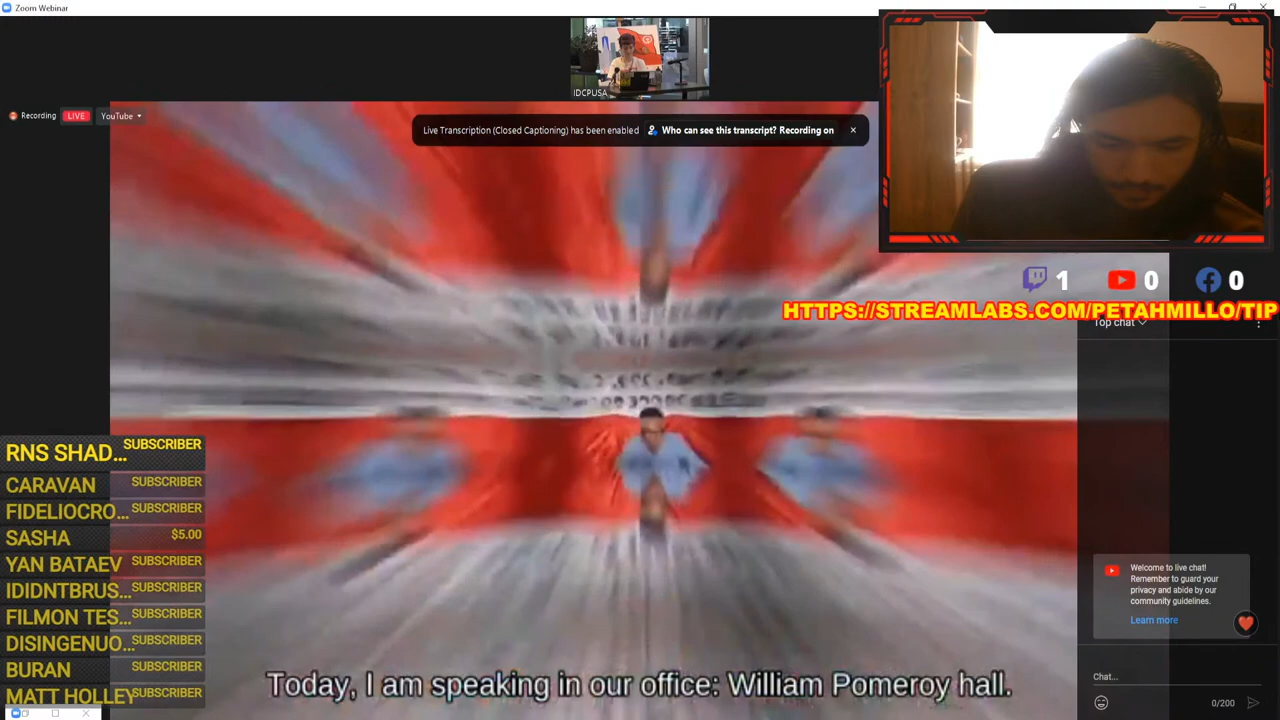 Zoom Webinar
IDCPUSA
Recording
LIVE
YouTube
Live Transcription (Closed Captioning) has been enabled
Who can see this transcript? Recording on
1
0
0
HTTPS://STREAMLABS.COM/PETAHMILLO/TIP
Top chat
RNS SHAD... SUBSCRIBER
CARAVAN SUBSCRIBER
FIDELIOCRO... SUBSCRIBER
SASHA $5.00
YAN BATAEV SUBSCRIBER
IDIDNTBRUS... SUBSCRIBER
FILMON TES... SUBSCRIBER
DISINGENUO... SUBSCRIBER
BURAN SUBSCRIBER
MATT HOLLEY SUBSCRIBER
Welcome to live chat!
Remember to guard your
privacy and abide by our
community guidelines.
Learn more
Today, I am speaking in our office: William Pomeroy hall.
Chat...
0/200